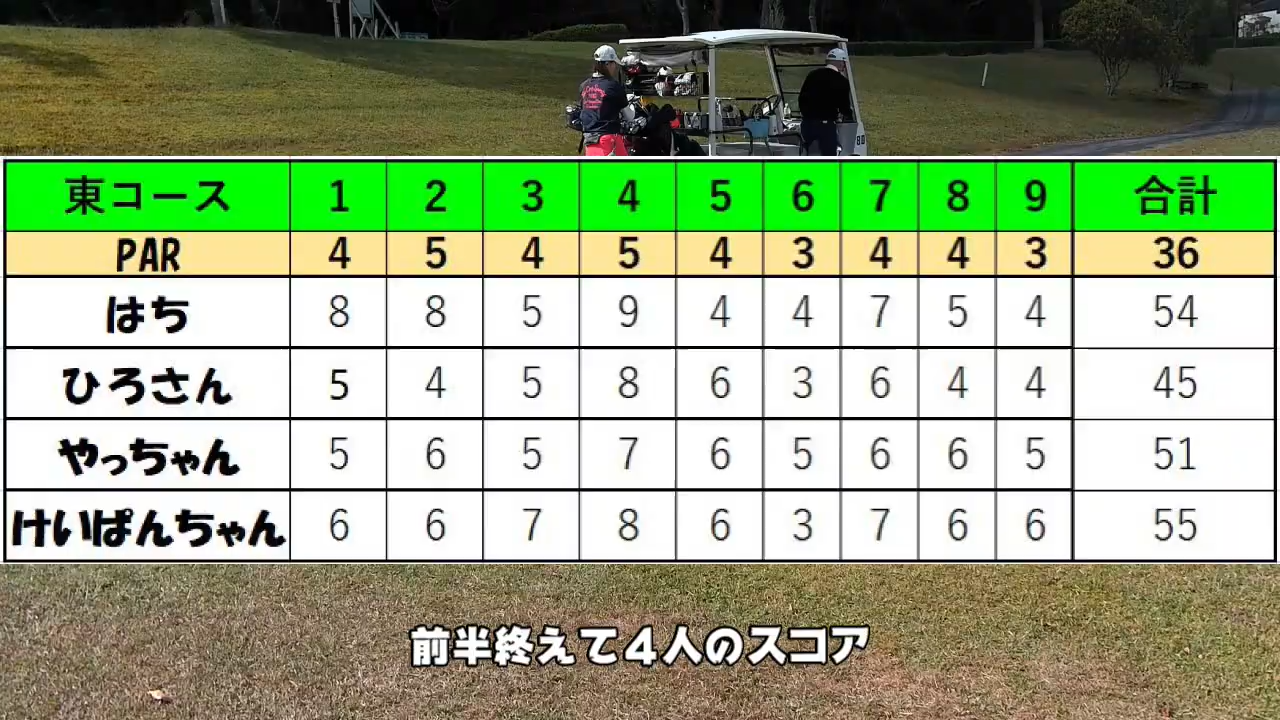 東コース 1 2 3 4 5 6 7 8 9 合計
PAR 4 5 4 5 4 3 4 4 3 36
はち 8 8 5 9 4 4 7 5 4 54
ひろさん 5 4 5 8 6 3 6 4 4 45
やっちゃん 5 6 5 7 6 5 6 6 5 51
けいぱんちゃん 6 6 7 8 6 3 7 6 6 55
前半終えて4人のスコア